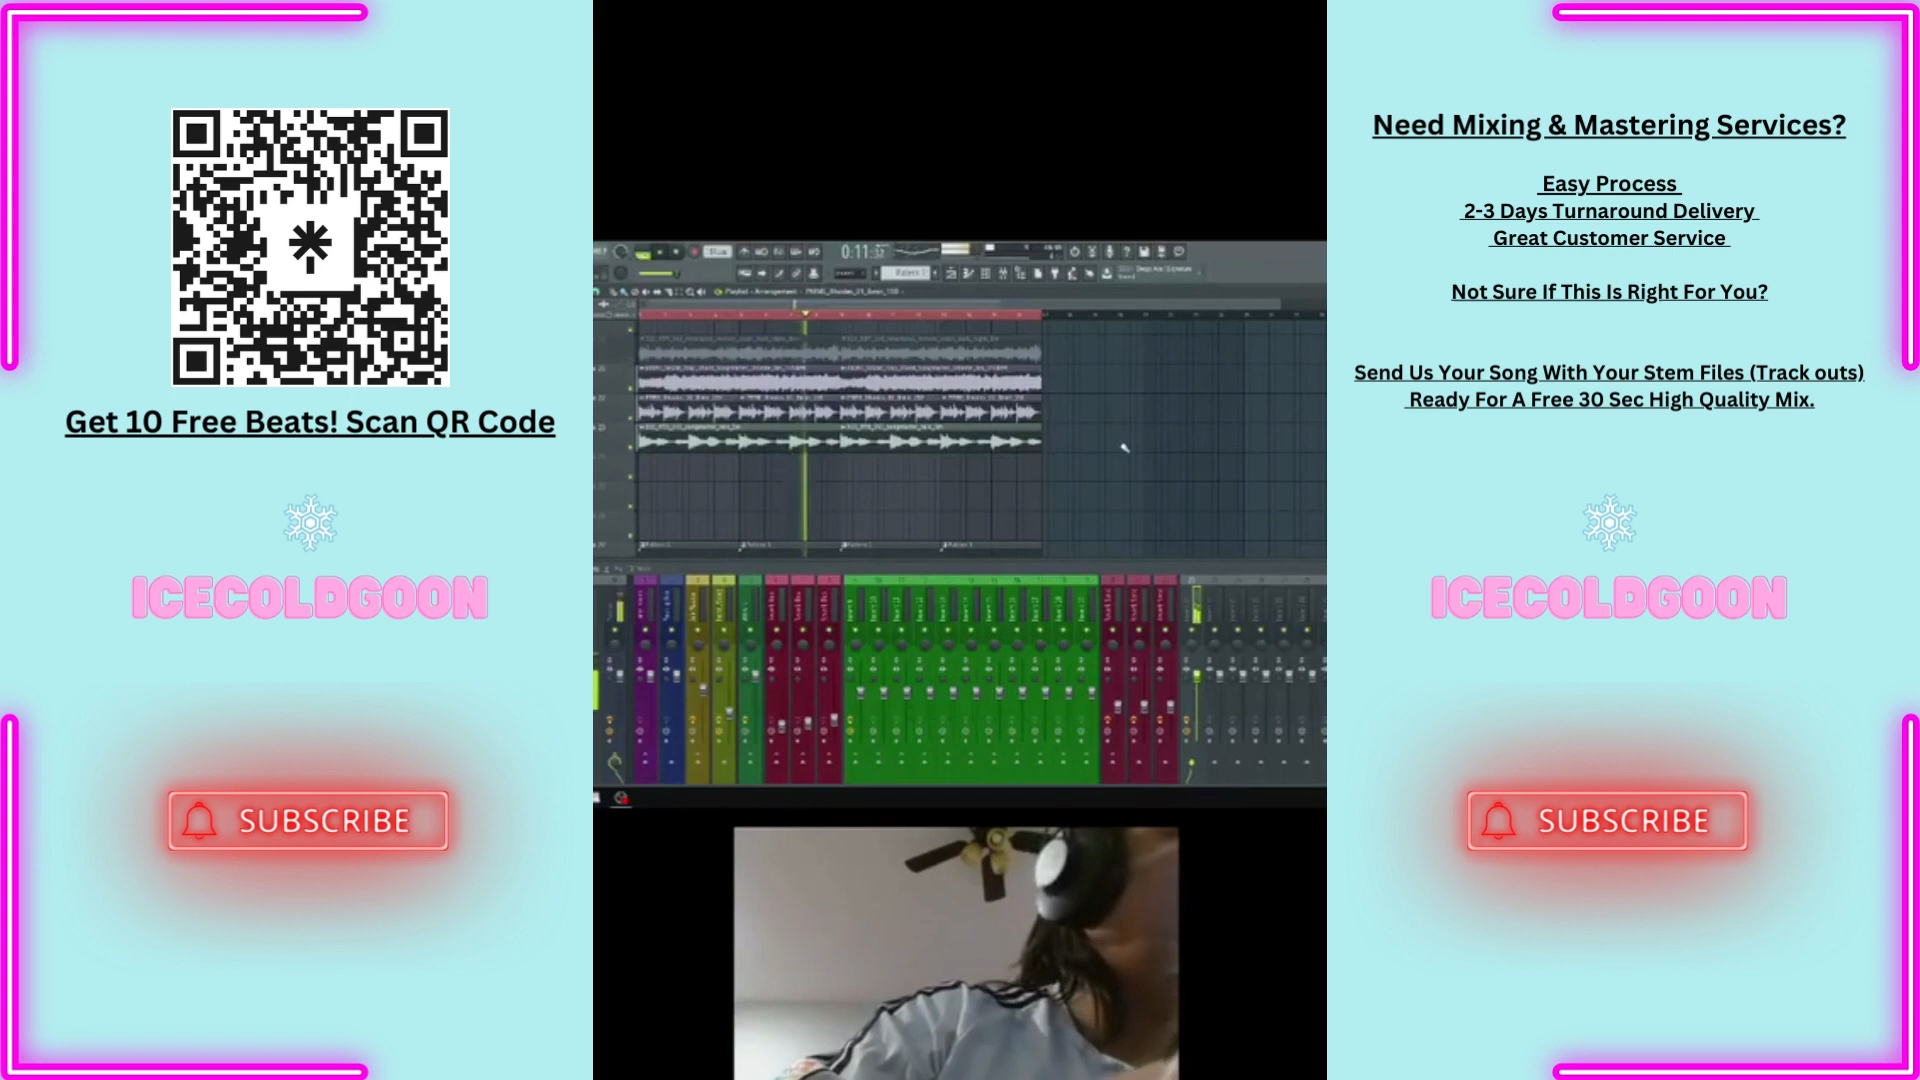 Get 10 Free Beats! Scan QR Code
ICECOLDGOON
SUBSCRIBE
0:11
Playlist - Arrangement
Need Mixing & Mastering Services?
Easy Process
2-3 Days Turnaround Delivery
Great Customer Service
Not Sure If This Is Right For You?
Send Us Your Song With Your Stem Files (Track outs)
Ready For A Free 30 Sec High Quality Mix.
ICECOLDGOON
SUBSCRIBE